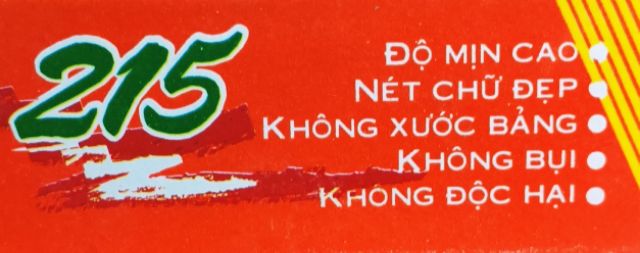 215
ĐỘ MỊN CAO
NÉT CHỮ ĐẸP
KHÔNG XƯỚC BẢNG
KHÔNG BỤI
KHÔNG ĐỘC HẠI